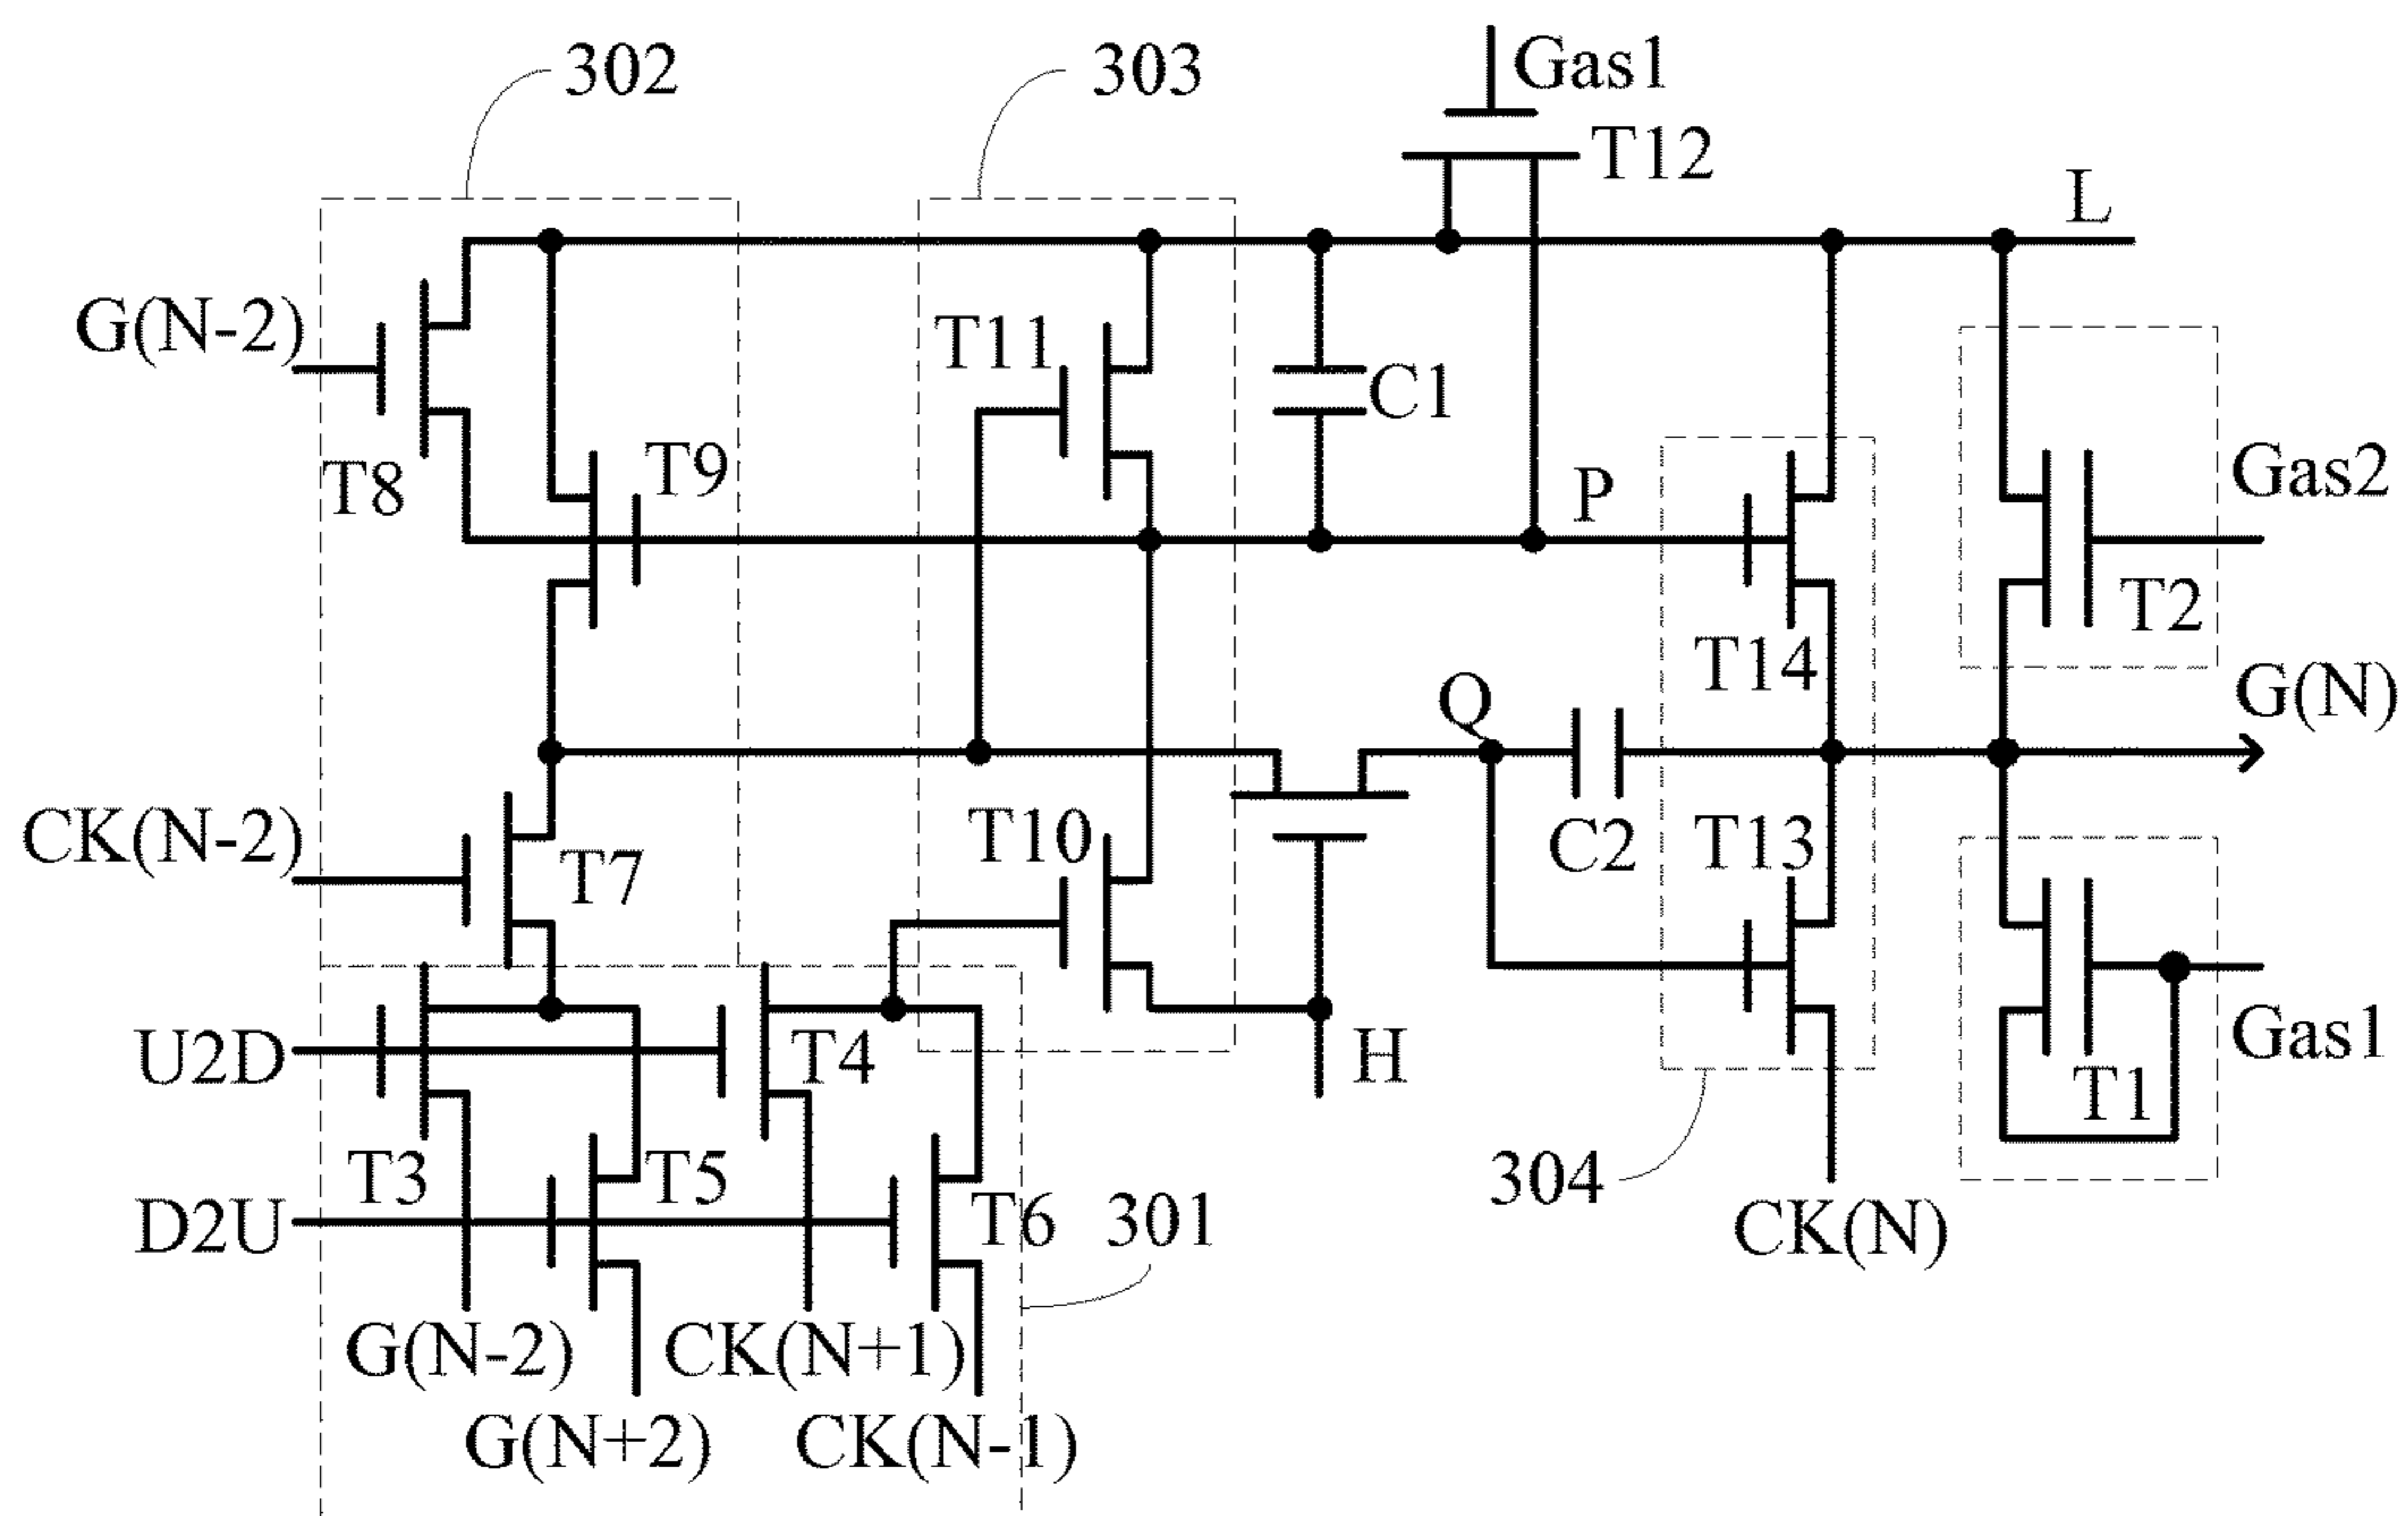 302
303
Gas1
T12
L
G(N-2)
T11
C1
T8
T9
P
Gas2
T2
T14
Q
G(N)
CK(N-2)
T7
T10
C2
T13
U2D
T4
H
Gas1
T1
T3
T5
304
D2U
T6
301
CK(N)
G(N-2)
CK(N+1)
G(N+2)
CK(N-1)